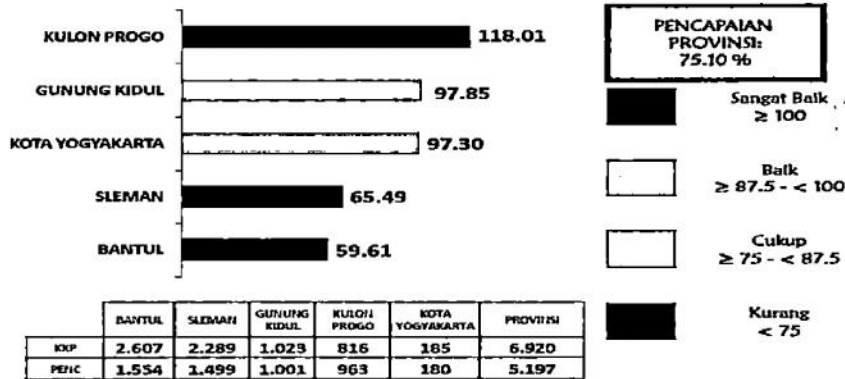 KULON PROGO 118.01
GUNUNG KIDUL 97.85
KOTA YOGYAKARTA 97.30
SLEMAN 65.49
BANTUL 59.61
PENCAPAIAN
PROVINSI:
75.10 %
Sangat Baik
≥ 100
Baik
≥ 87.5 - < 100
Cukup
≥ 75 - < 87.5
Kurang
< 75
BANTUL SLEMAN GUNUNG KIDUL KULON PROGO KOTA YOGYAKARTA PROVINSI
KKP 2.607 2.289 1.023 816 185 6.920
PENC 1.554 1.499 1.001 963 180 5.197